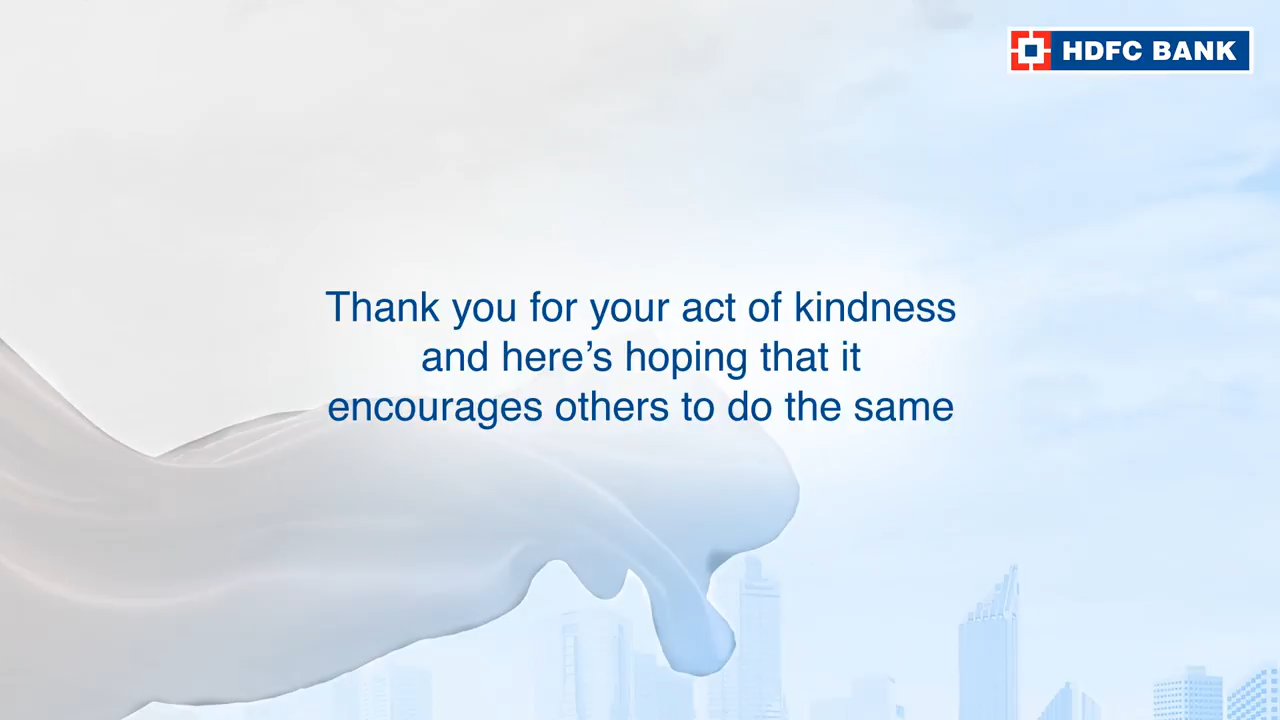 HDFC BANK
Thank you for your act of kindness
and here’s hoping that it
encourages others to do the same